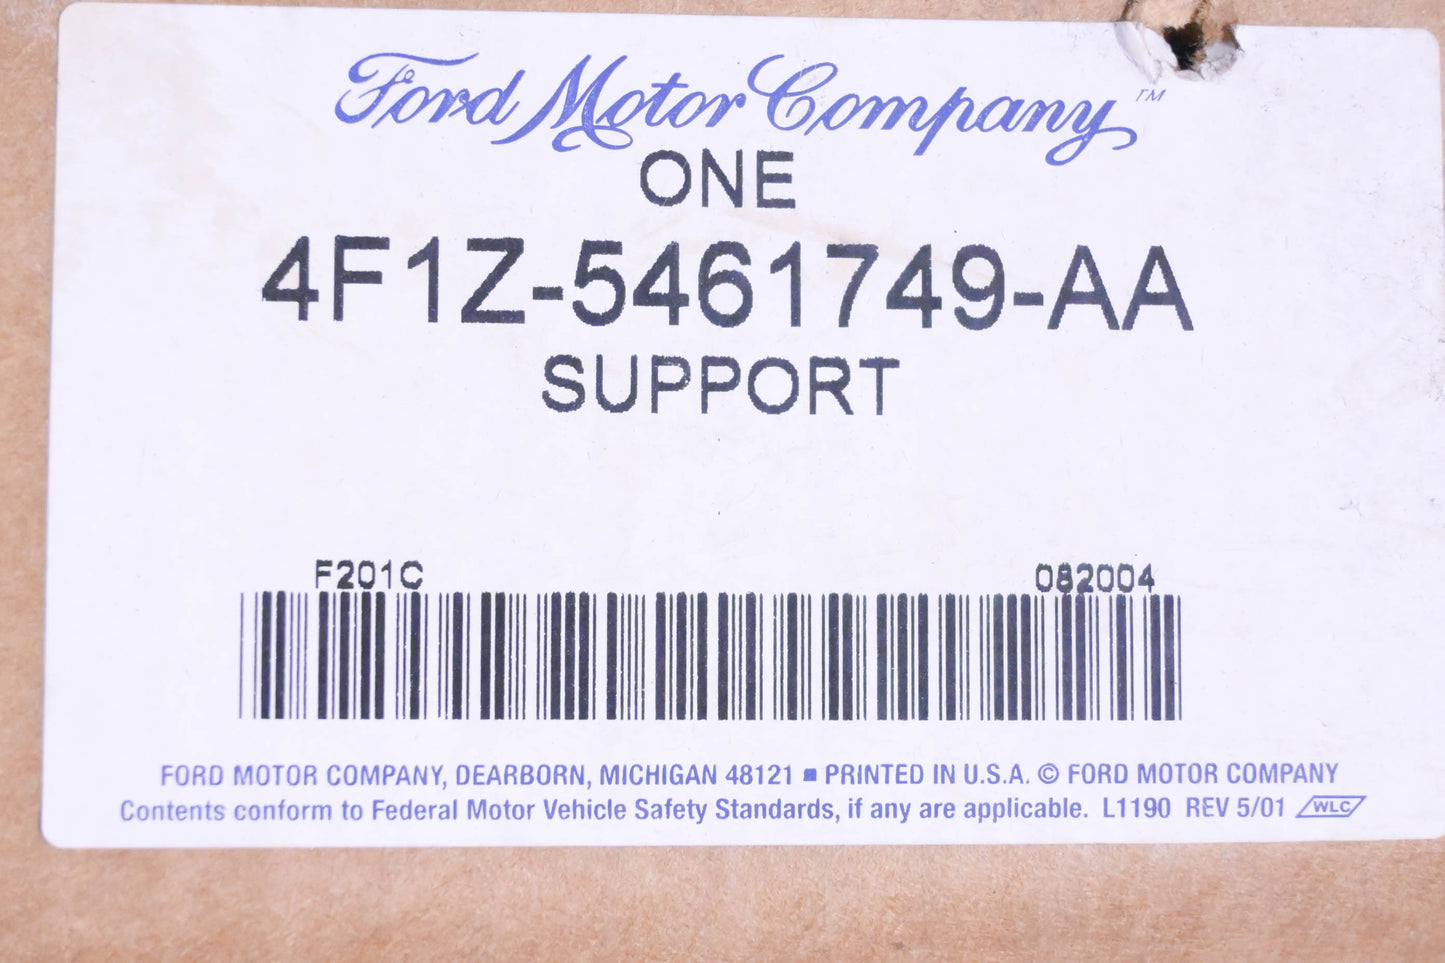 Ford Motor Company™
ONE
4F1Z-5461749-AA
SUPPORT
F201C 082004
FORD MOTOR COMPANY, DEARBORN, MICHIGAN 48121 ■ PRINTED IN U.S.A. © FORD MOTOR COMPANY
Contents conform to Federal Motor Vehicle Safety Standards, if any are applicable. L1190 REV 5/01 WLC